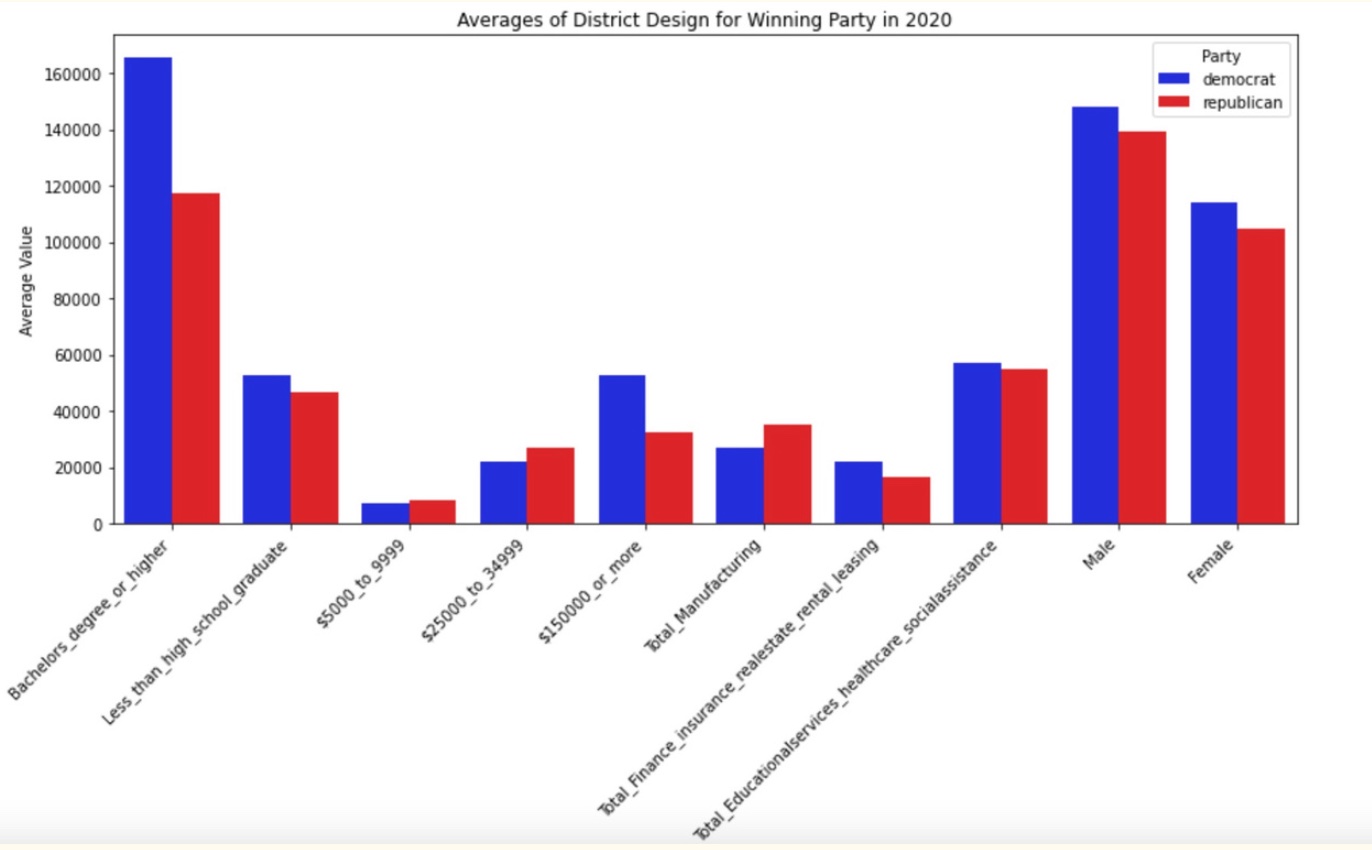 Averages of District Design for Winning Party in 2020
Party
democrat
republican
160000
140000
120000
100000
80000
60000
40000
20000
0
Average Value
Bachelors_degree_or_higher
Less_than_high_school_graduate
$5000_to_9999
$25000_to_34999
$150000_or_more
Total_Manufacturing
Total_Finance_insurance_realestate_rental_leasing
Total_Educationalservices_healthcare_socialassistance
Male
Female